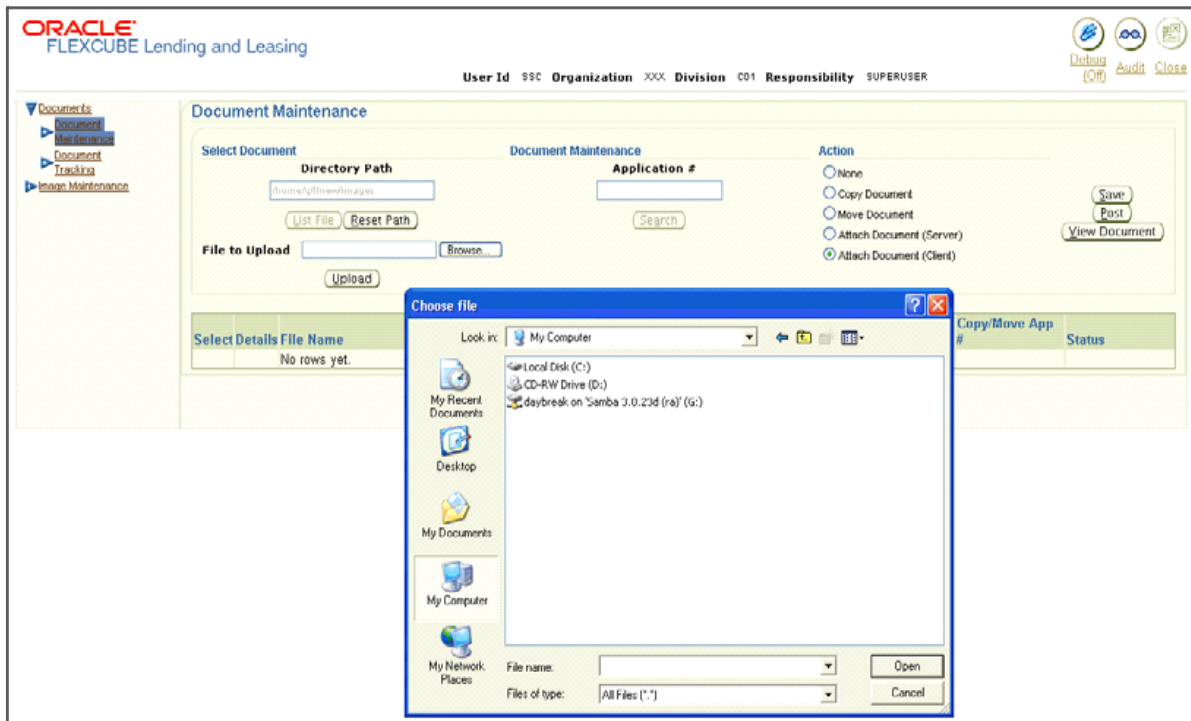 ORACLE
FLEXCUBE Lending and Leasing
Debug (Off)
Audit
Close
User Id SSC Organization XXX Division C01 Responsibility SUPERUSER
Documents
Document Maintenance
Document Tracking
Image Maintenance
Document Maintenance
Select Document
Directory Path
List File
Reset Path
File to Upload
Browse...
Upload
Document Maintenance
Application #
Search
Action
None
Copy Document
Move Document
Attach Document (Server)
Attach Document (Client)
Save
Post
View Document
Select Details File Name
Copy/Move App #
Status
No rows yet.
Choose file
Look in: My Computer
My Recent Documents
Desktop
My Documents
My Computer
My Network Places
Local Disk (C:)
CD-RW Drive (D:)
daybreak on 'Samba 3.0.23d (ra)' (G:)
File name:
Open
Files of type: All Files (*.*)
Cancel